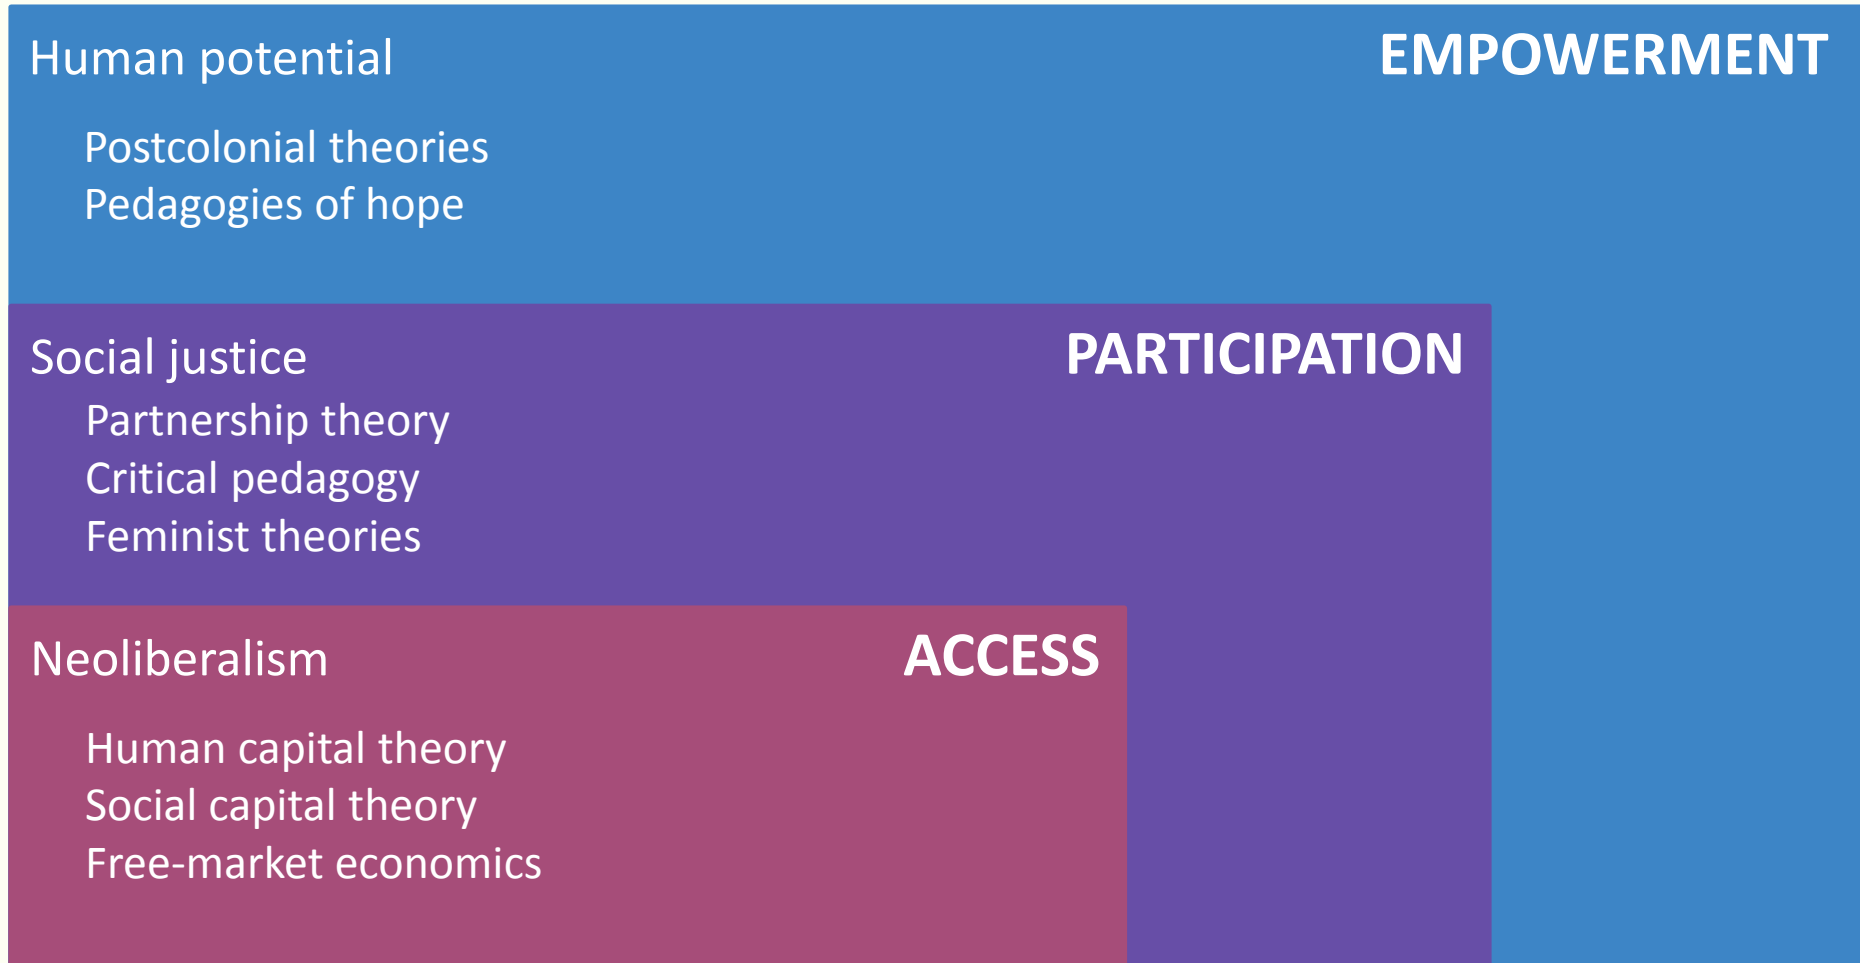 Human potential
EMPOWERMENT
Postcolonial theories
Pedagogies of hope
Social justice
PARTICIPATION
Partnership theory
Critical pedagogy
Feminist theories
Neoliberalism
ACCESS
Human capital theory
Social capital theory
Free-market economics